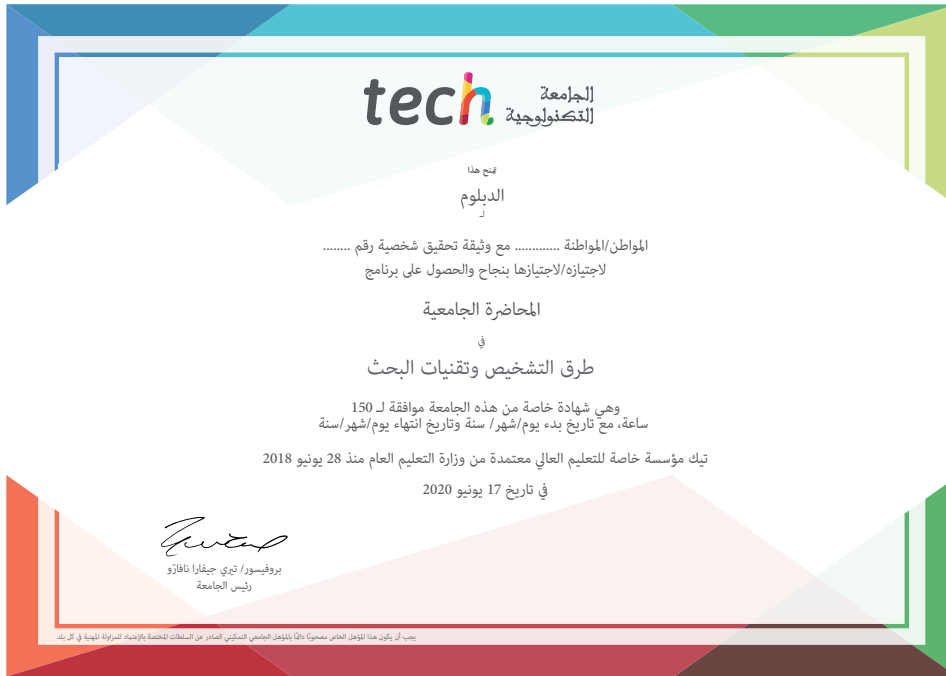 tech الجامعة
التكنولوجية
تمنح هذا
الدبلوم
لـ
المواطن/المواطنة ............. مع وثيقة تحقيق شخصية رقم ........
لاجتيازه/لاجتيازها بنجاح والحصول على برنامج
المحاضرة الجامعية
في
طرق التشخيص وتقنيات البحث
وهي شهادة خاصة من هذه الجامعة موافقة لـ 150
ساعة، مع تاريخ بدء يوم/شهر/ سنة وتاريخ انتهاء يوم/شهر/سنة
تيك مؤسسة خاصة للتعليم العالي معتمدة من وزارة التعليم العام منذ 28 يونيو 2018
في تاريخ 17 يونيو 2020
بروفيسور/ تيري جيفارا نافارّو
رئيس الجامعة
يجب أن يكون هذا المؤهل الخاص مصحوبًا دائمًا بالمؤهل الجامعي التمكيني الصادر عن السلطات المختصة بالإعتماد للمزاولة المهنية في كل بلد